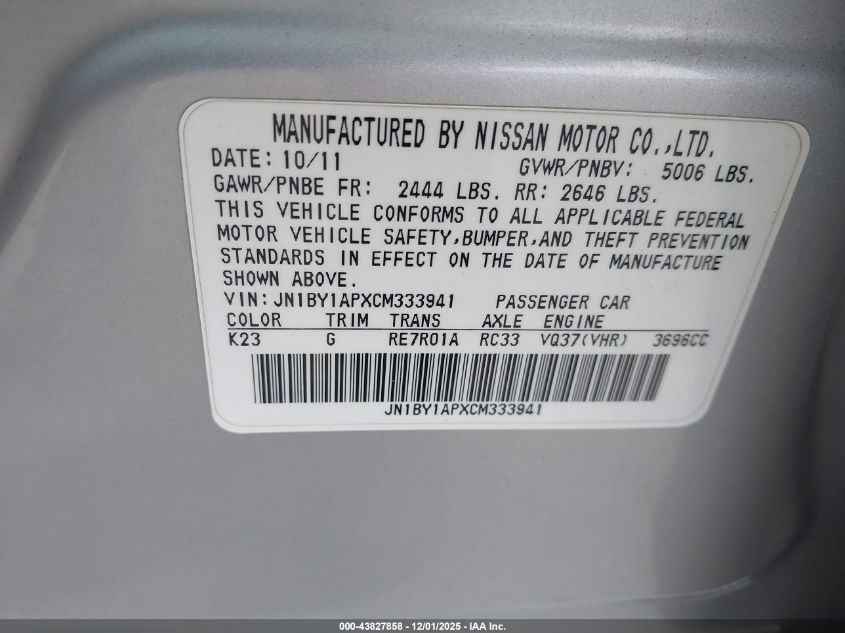 MANUFACTURED BY NISSAN MOTOR CO.,LTD.
DATE: 10/11 GVWR/PNBV: 5006 LBS.
GAWR/PNBE FR: 2444 LBS. RR: 2646 LBS.
THIS VEHICLE CONFORMS TO ALL APPLICABLE FEDERAL
MOTOR VEHICLE SAFETY,BUMPER,AND THEFT PREVENTION
STANDARDS IN EFFECT ON THE DATE OF MANUFACTURE
SHOWN ABOVE.
VIN: JN1BY1APXCM333941 PASSENGER CAR
COLOR TRIM TRANS AXLE ENGINE
K23 G RE7R01A RC33 VQ37(VHR) 3696CC
JN1BY1APXCM333941
000-43827858 - 12/01/2025 - IAA Inc.